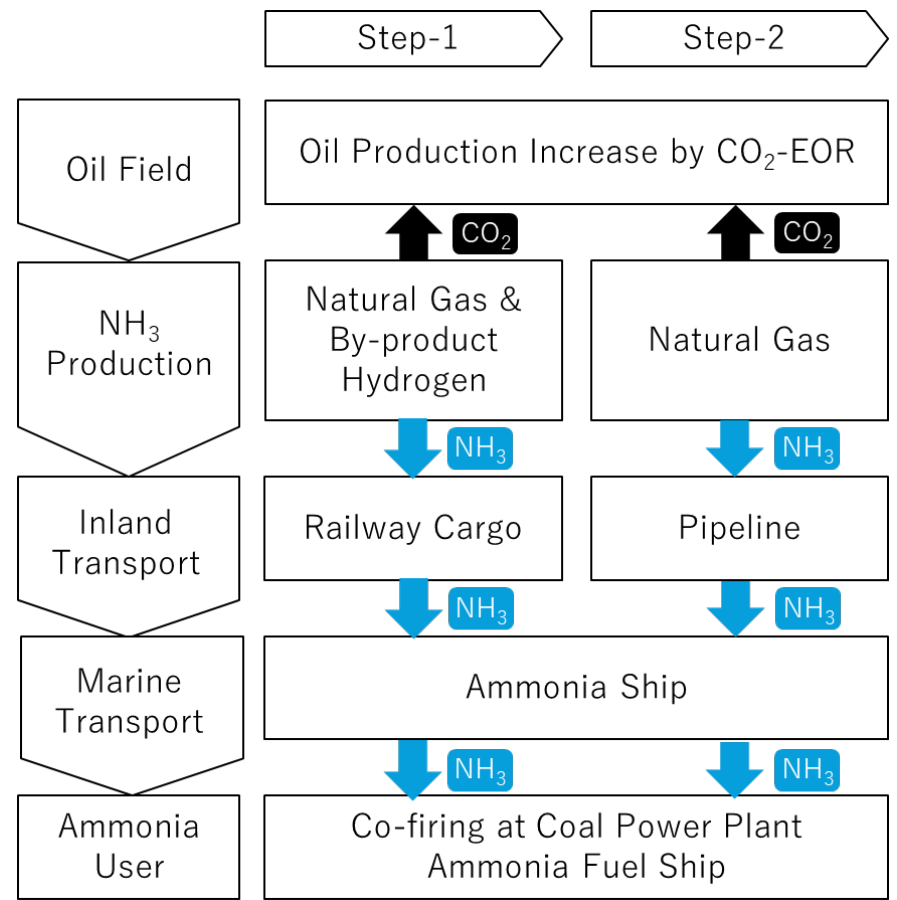 Step-1
Step-2
Oil Field
Oil Production Increase by CO₂-EOR
CO₂
CO₂
NH₃
Production
Natural Gas &
By-product
Hydrogen
Natural Gas
NH₃
NH₃
Inland
Transport
Railway Cargo
Pipeline
NH₃
NH₃
Marine
Transport
Ammonia Ship
NH₃
NH₃
Ammonia
User
Co-firing at Coal Power Plant
Ammonia Fuel Ship